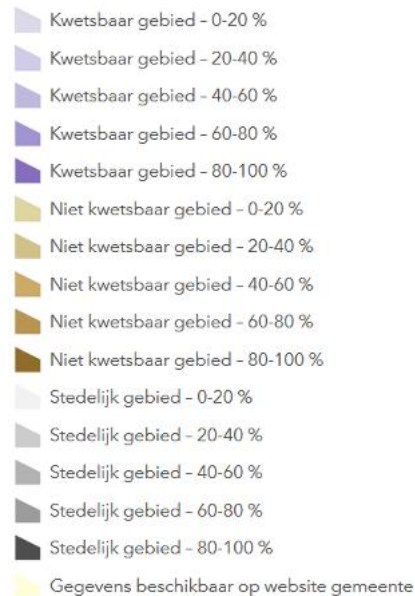 Kwetsbaar gebied – 0-20 %
Kwetsbaar gebied – 20-40 %
Kwetsbaar gebied – 40-60 %
Kwetsbaar gebied – 60-80 %
Kwetsbaar gebied – 80-100 %
Niet kwetsbaar gebied – 0-20 %
Niet kwetsbaar gebied – 20-40 %
Niet kwetsbaar gebied – 40-60 %
Niet kwetsbaar gebied – 60-80 %
Niet kwetsbaar gebied – 80-100 %
Stedelijk gebied – 0-20 %
Stedelijk gebied – 20-40 %
Stedelijk gebied – 40-60 %
Stedelijk gebied – 60-80 %
Stedelijk gebied – 80-100 %
Gegevens beschikbaar op website gemeente